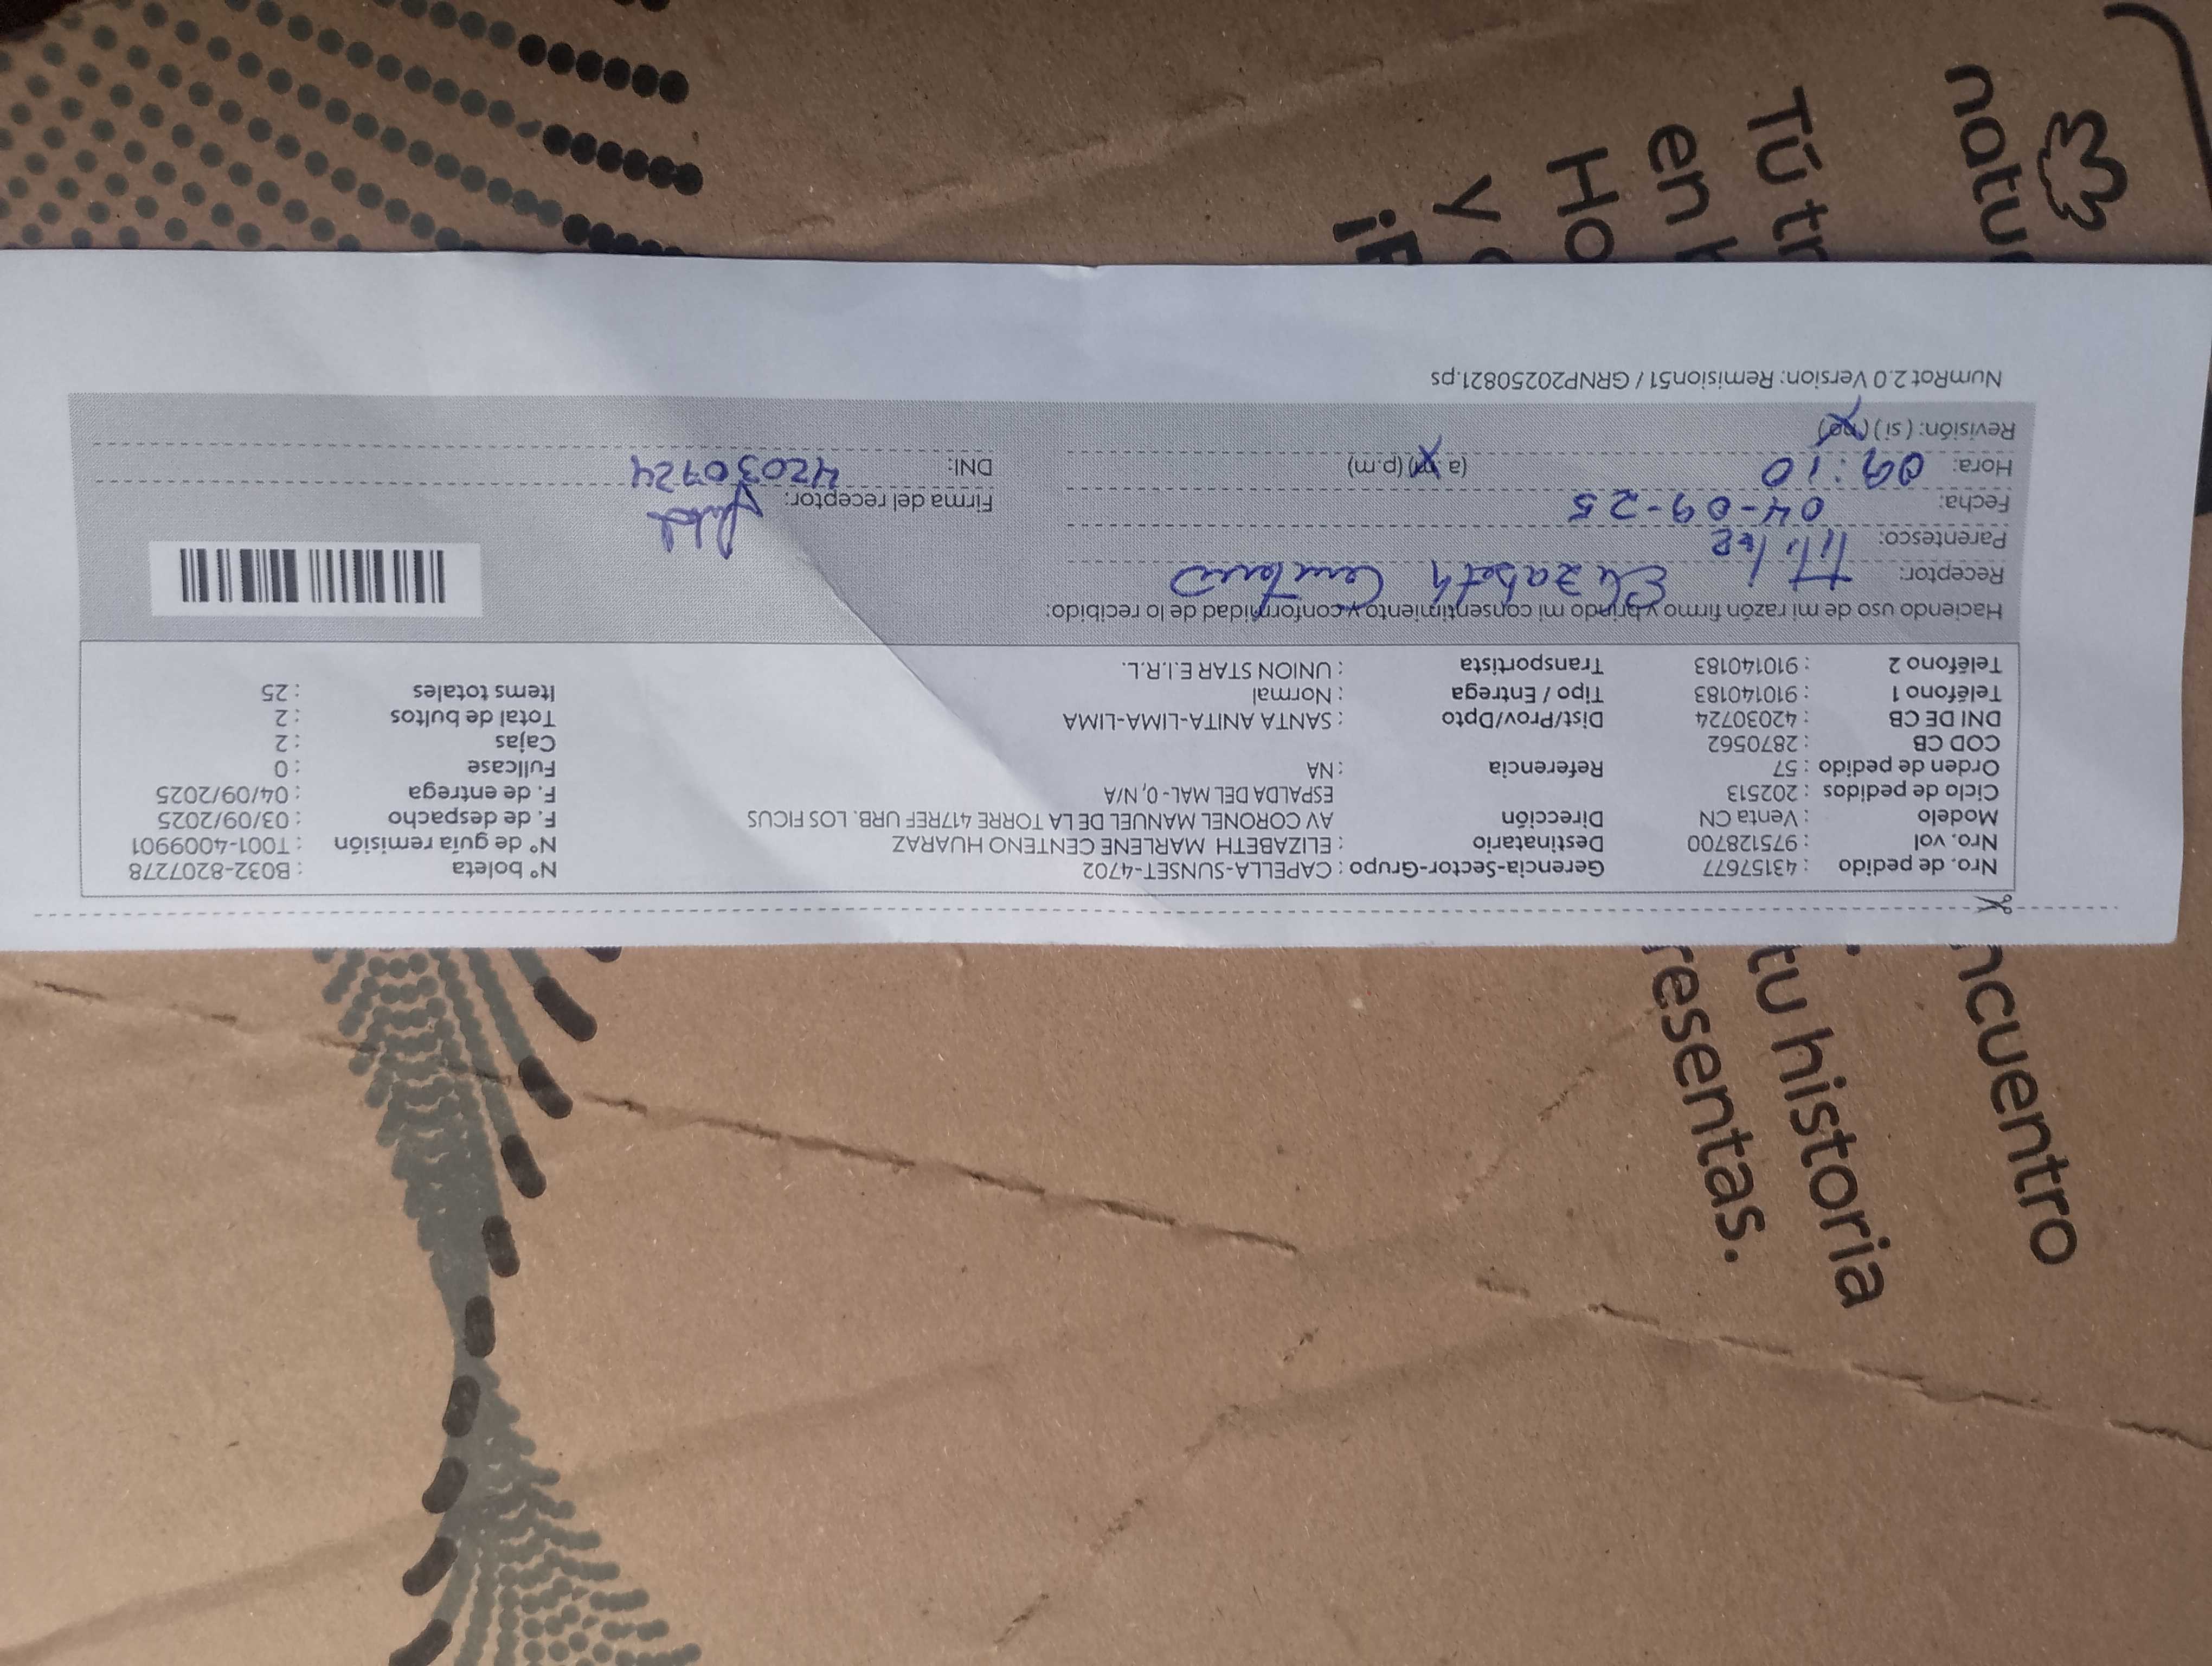 Nro. de pedido : 43157677 Gerencia-Sector-Grupo : CAPELLA-SUNSET-4702 N° boleta : B032-8207278
Nro. vol : 975128700 Destinatario : ELIZABETH MARLENE CENTENO HUARAZ N° de guía remisión : T001-4009901
Modelo : Venta CN Dirección AV CORONEL MANUEL DE LA TORRE 417REF URB. LOS FICUS F. de despacho : 03/09/2025
Ciclo de pedidos : 202513 ESPALDA DEL MAL- 0, N/A F. de entrega : 04/09/2025
Orden de pedido : 57 Referencia : NA Fullcase : 0
COD CB : 2870562 Cajas : 2
DNI DE CB : 42030724 Dist/Prov/Dpto : SANTA ANITA-LIMA-LIMA Total de bultos : 2
Teléfono 1 : 910140183 Tipo / Entrega : Normal Items totales : 25
Teléfono 2 : 910140183 Transportista : UNION STAR E.I.R.L.
Haciendo uso de mi razón firmo y brindo mi consentimiento y conformidad de lo recibido:
Receptor: Elizabeth Centeno
Parentesco: titular
Fecha: 04-09-25 Firma del receptor:
Hora: 09:10 (a.m) (p.m) DNI: 42030724
Revisión: ( si ) ( no )
NumRot 2.0 Version: Remision51 / GRNP20250821.ps
natu
Tú tr
en
Ho
y
¡
ncuentro
tu historia
resentas.